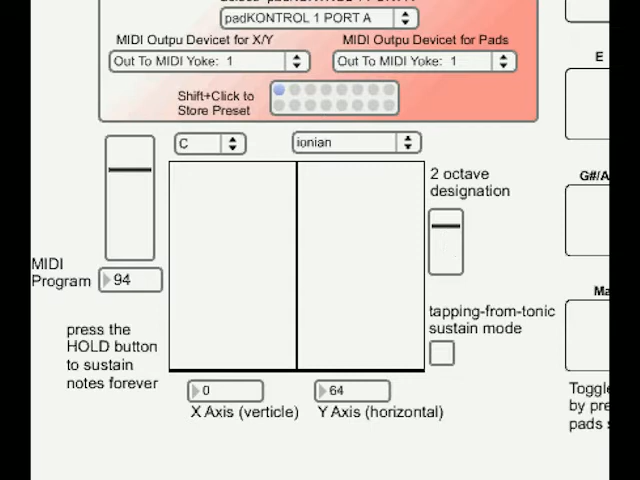 padKONTROL 1 PORT A
MIDI Outpu Devicet for X/Y
MIDI Outpu Devicet for Pads
Out To MIDI Yoke: 1
Out To MIDI Yoke: 1
E
Shift+Click to
Store Preset
C
ionian
2 octave
designation
G#/A
MIDI
Program
94
Ma
tapping-from-tonic
sustain mode
press the
HOLD button
to sustain
notes forever
0
64
X Axis (verticle)
Y Axis (horizontal)
Toggle
by pre
pads s